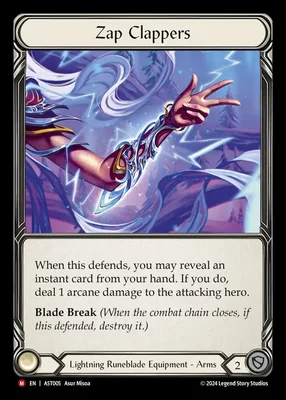 Zap Clappers
When this defends, you may reveal an
instant card from your hand. If you do,
deal 1 arcane damage to the attacking hero.
Blade Break (When the combat chain closes, if
this defended, destroy it.)
Lightning Runeblade Equipment - Arms
2
M EN | AST005 Asur Misoa
© 2024 Legend Story Studios